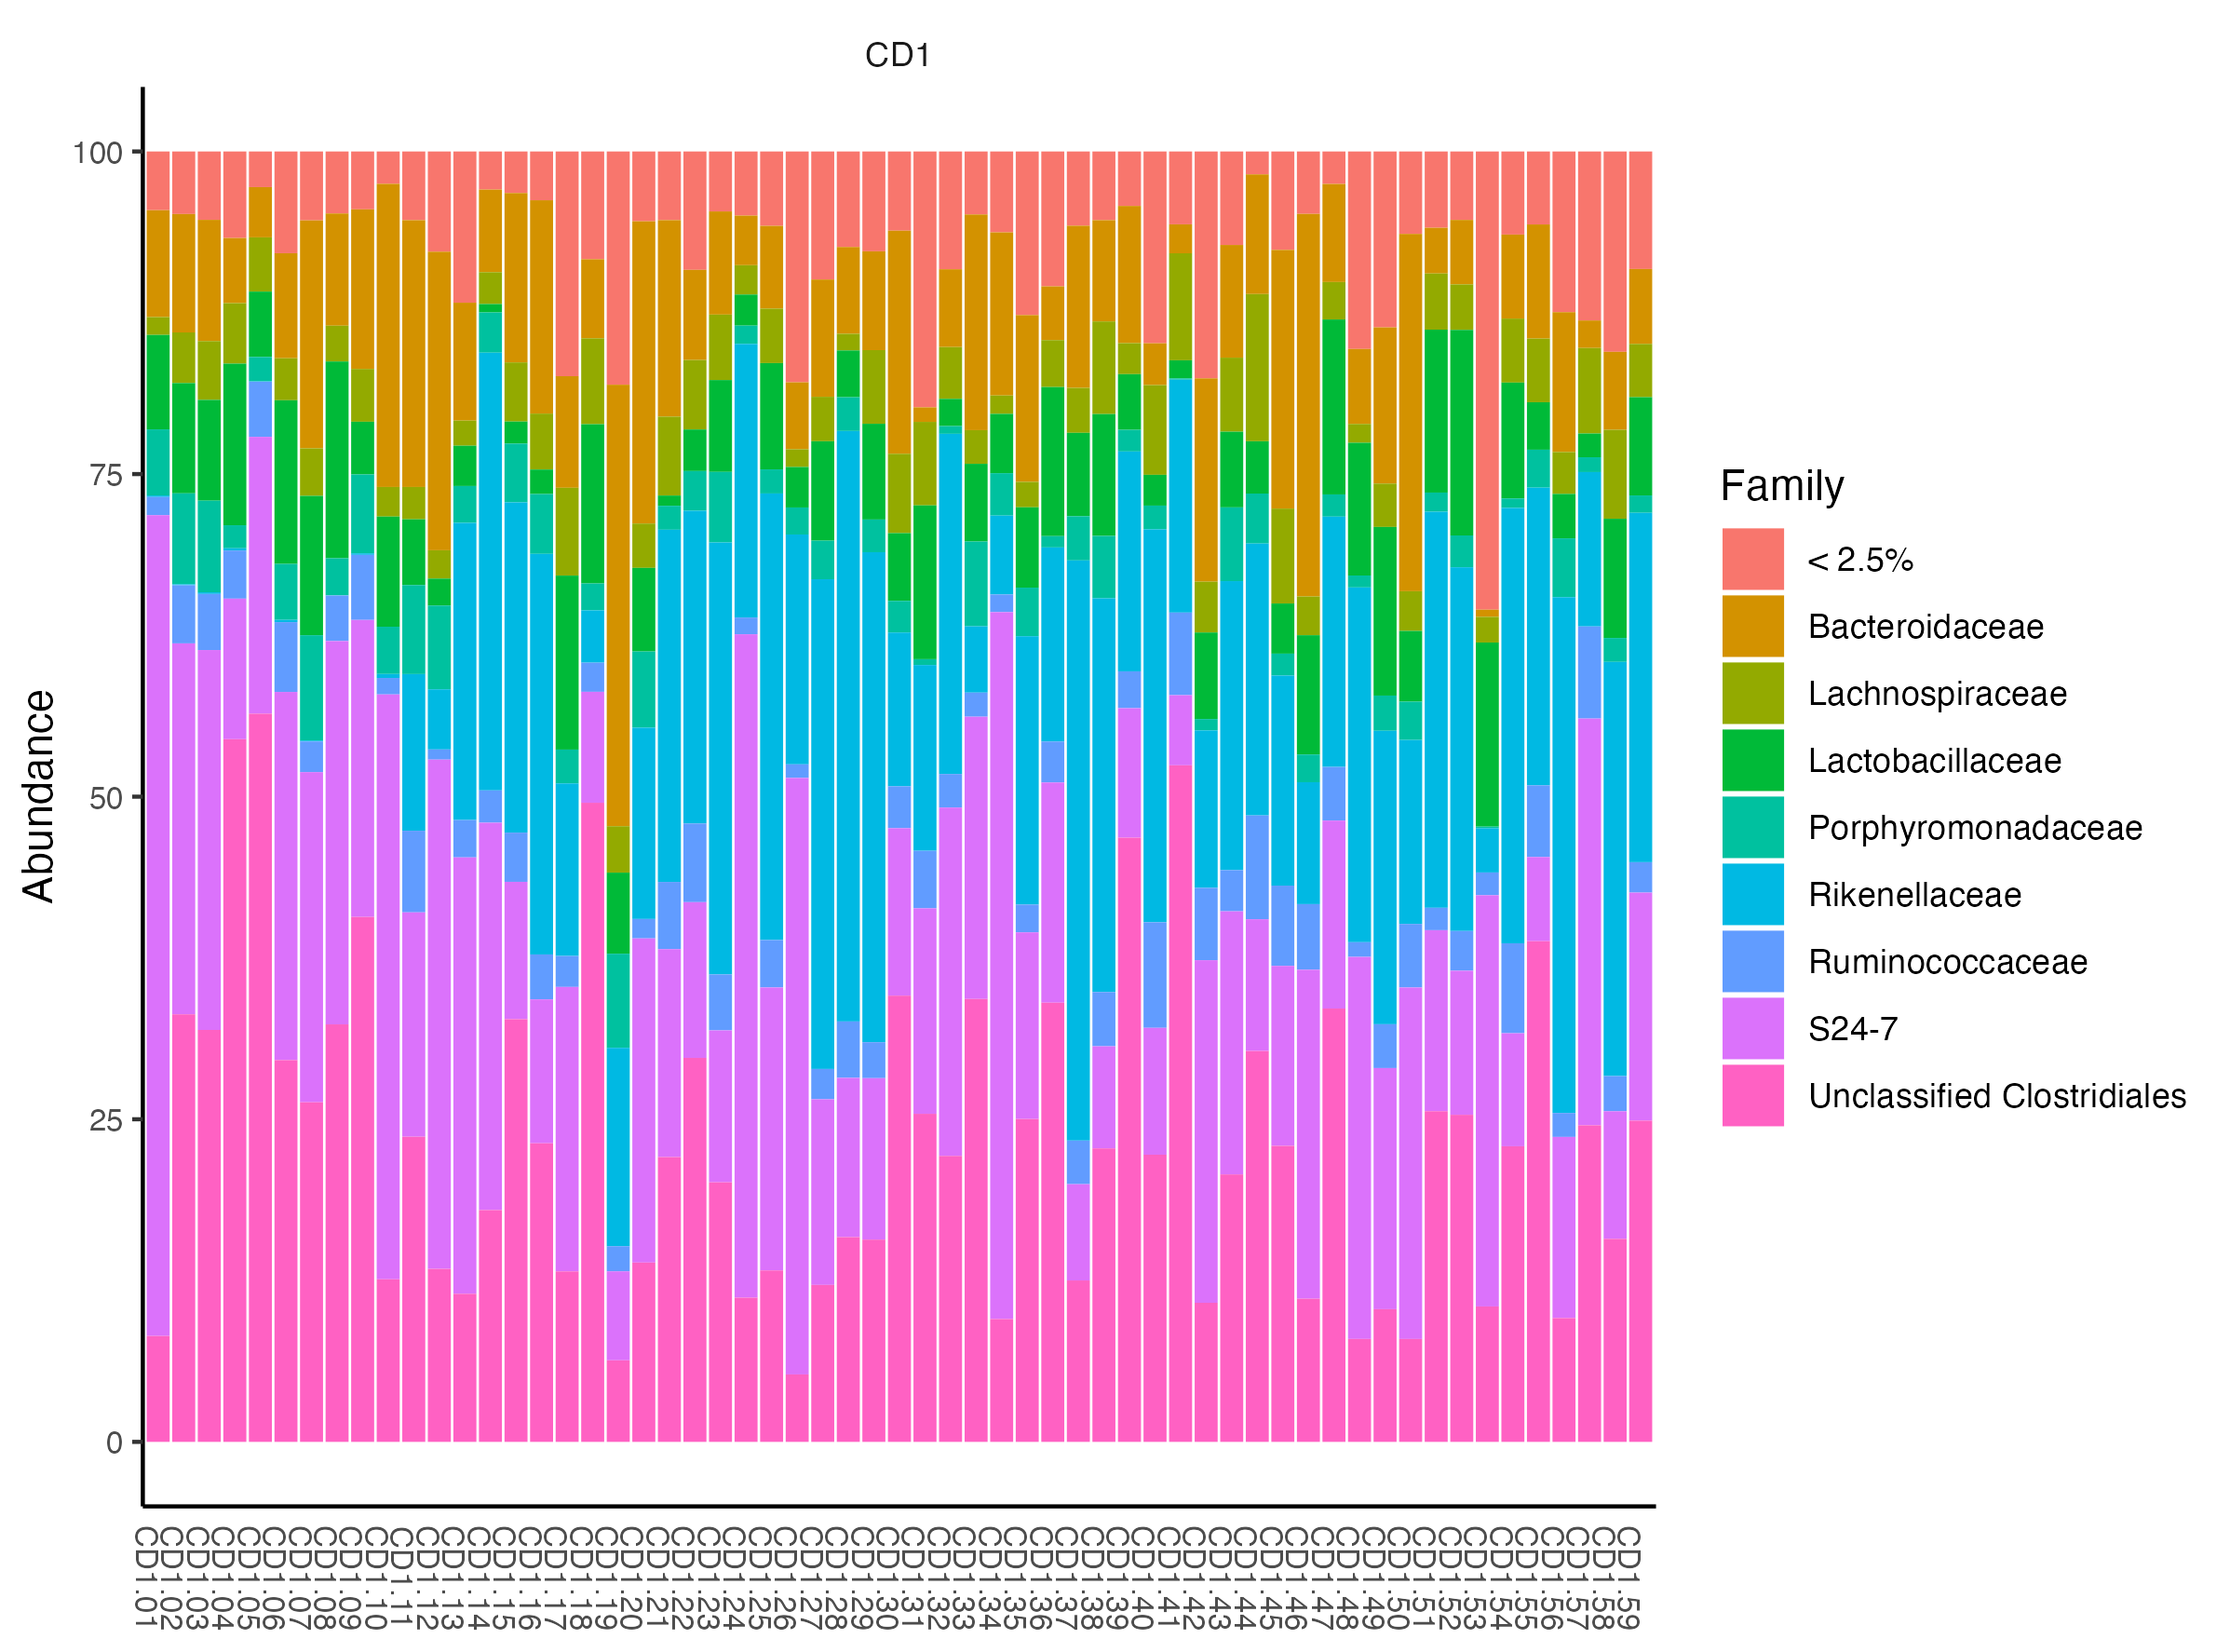 CD1
Abundance
100
75
50
25
0
Family
< 2.5%
Bacteroidaceae
Lachnospiraceae
Lactobacillaceae
Porphyromonadaceae
Rikenellaceae
Ruminococcaceae
S24-7
Unclassified Clostridiales
CD1.01
CD1.02
CD1.03
CD1.04
CD1.05
CD1.06
CD1.07
CD1.08
CD1.09
CD1.10
CD1.11
CD1.12
CD1.13
CD1.14
CD1.15
CD1.16
CD1.17
CD1.18
CD1.19
CD1.20
CD1.21
CD1.22
CD1.23
CD1.24
CD1.25
CD1.26
CD1.27
CD1.28
CD1.29
CD1.30
CD1.31
CD1.32
CD1.33
CD1.34
CD1.35
CD1.36
CD1.37
CD1.38
CD1.39
CD1.40
CD1.41
CD1.42
CD1.43
CD1.44
CD1.45
CD1.46
CD1.47
CD1.48
CD1.49
CD1.50
CD1.51
CD1.52
CD1.53
CD1.54
CD1.55
CD1.56
CD1.57
CD1.58
CD1.59